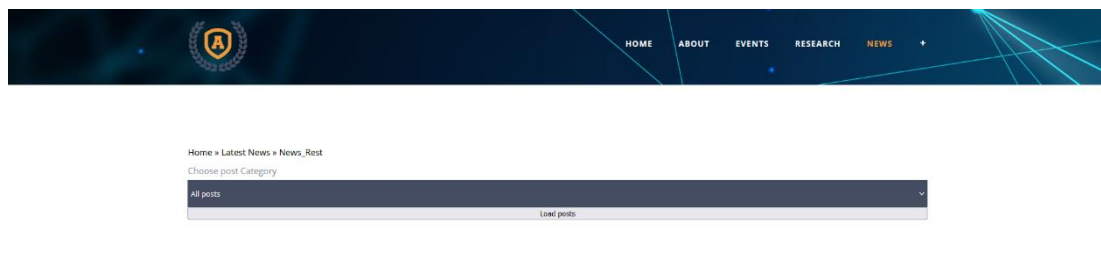 A
HOME ABOUT EVENTS RESEARCH NEWS +
Home » Latest News » News_Rest
Choose post Category
All posts
Load posts